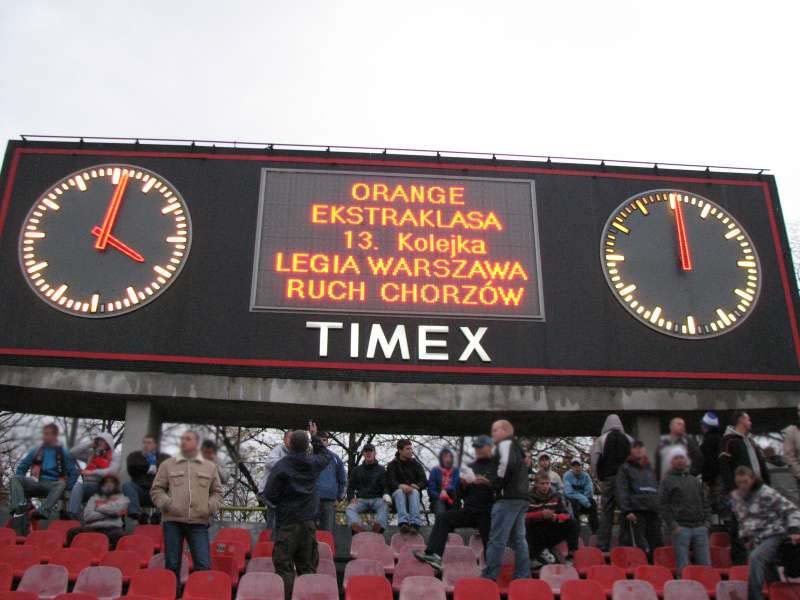 ORANGE
EKSTRAKLASA
13. Kolejka
LEGIA WARSZAWA
RUCH CHORZÓW
TIMEX